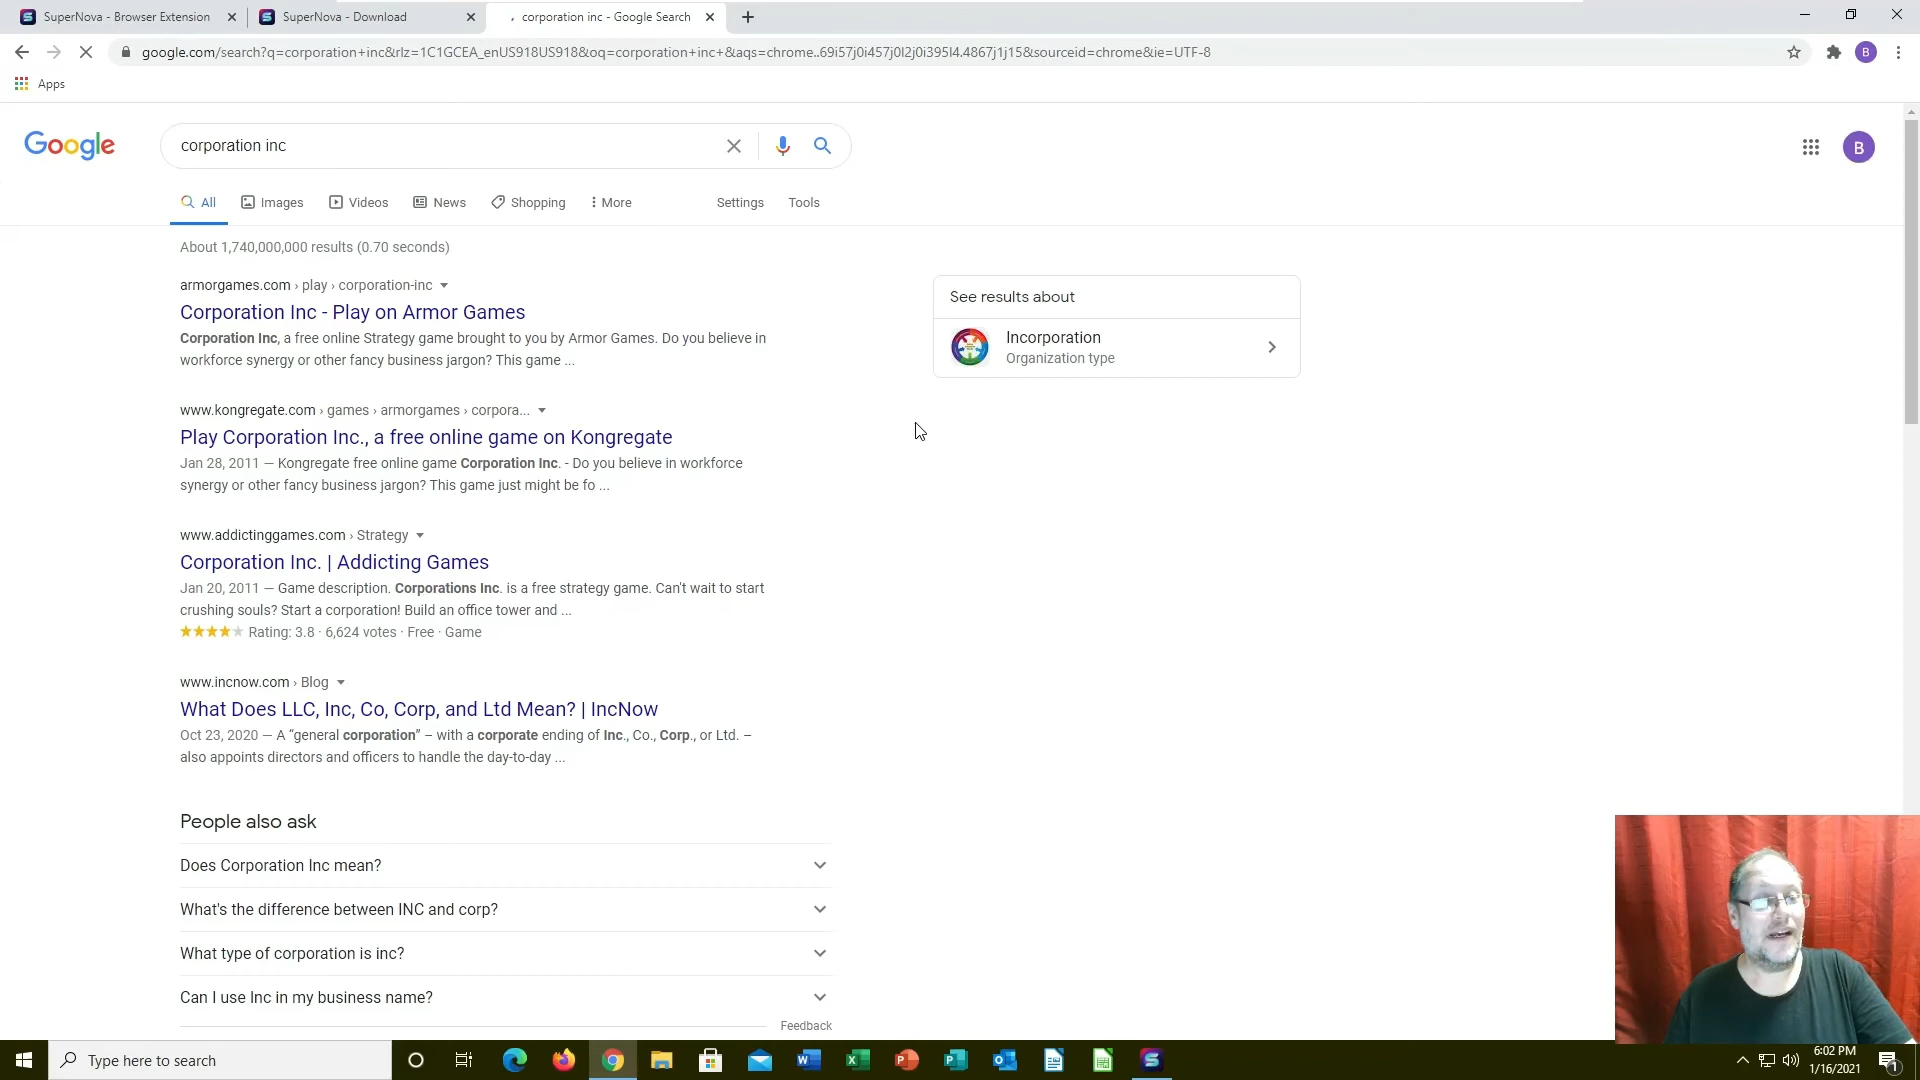 SuperNova - Browser Extension
SuperNova - Download
corporation inc - Google Search
google.com/search?q=corporation+inc&rlz=1C1GCEA_enUS918US918&oq=corporation+inc+&aqs=chrome..69i57j0i457j0l2j0i395l4.4867j1j15&sourceid=chrome&ie=UTF-8
B
Apps
Google
corporation inc
B
All
Images
Videos
News
Shopping
More
Settings
Tools
About 1,740,000,000 results (0.70 seconds)
armorgames.com › play › corporation-inc
Corporation Inc - Play on Armor Games
Corporation Inc, a free online Strategy game brought to you by Armor Games. Do you believe in
workforce synergy or other fancy business jargon? This game ...
www.kongregate.com › games › armorgames › corpora...
Play Corporation Inc., a free online game on Kongregate
Jan 28, 2011 — Kongregate free online game Corporation Inc. - Do you believe in workforce
synergy or other fancy business jargon? This game just might be fo ...
www.addictinggames.com › Strategy
Corporation Inc. | Addicting Games
Jan 20, 2011 — Game description. Corporations Inc. is a free strategy game. Can't wait to start
crushing souls? Start a corporation! Build an office tower and ...
Rating: 3.8 · 6,624 votes · Free · Game
www.incnow.com › Blog
What Does LLC, Inc, Co, Corp, and Ltd Mean? | IncNow
Oct 23, 2020 — A “general corporation” – with a corporate ending of Inc., Co., Corp., or Ltd. –
also appoints directors and officers to handle the day-to-day ...
People also ask
Does Corporation Inc mean?
What's the difference between INC and corp?
What type of corporation is inc?
Can I use Inc in my business name?
Feedback
See results about
Incorporation
Organization type
Type here to search
6:02 PM
1/16/2021
1